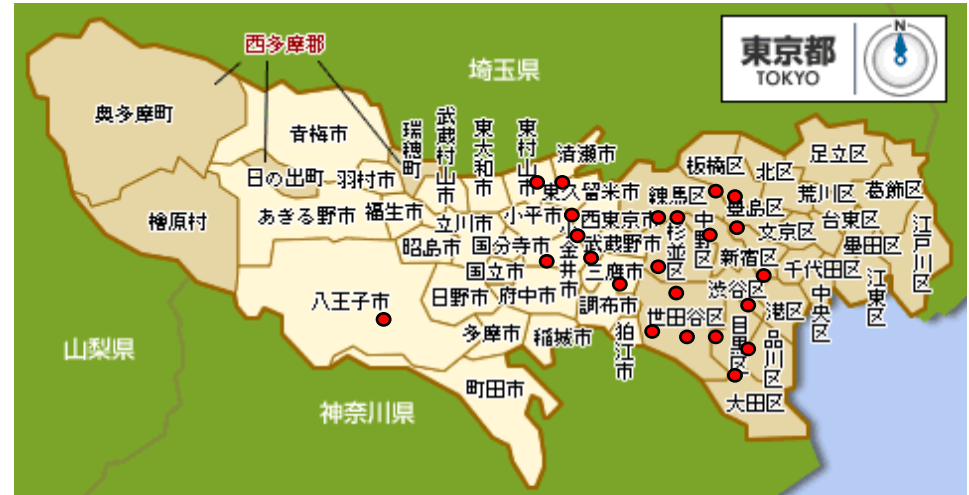 東京都
TOKYO
N
西多摩郡
埼玉県
奥多摩町
青梅市
瑞穂町
武蔵村山市
東大和市
東村山市
清瀬市
板橋区
北区
足立区
日の出町
羽村市
東久留米市
練馬区
豊島区
荒川区
葛飾区
檜原村
あきる野市
福生市
立川市
小平市
西東京市
中野区
文京区
台東区
墨田区
江戸川区
昭島市
国分寺市
小金井市
武蔵野市
杉並区
新宿区
千代田区
国立市
三鷹市
八王子市
日野市
府中市
調布市
世田谷区
渋谷区
港区
中央区
江東区
多摩市
稲城市
狛江市
目黒区
品川区
山梨県
町田市
大田区
神奈川県